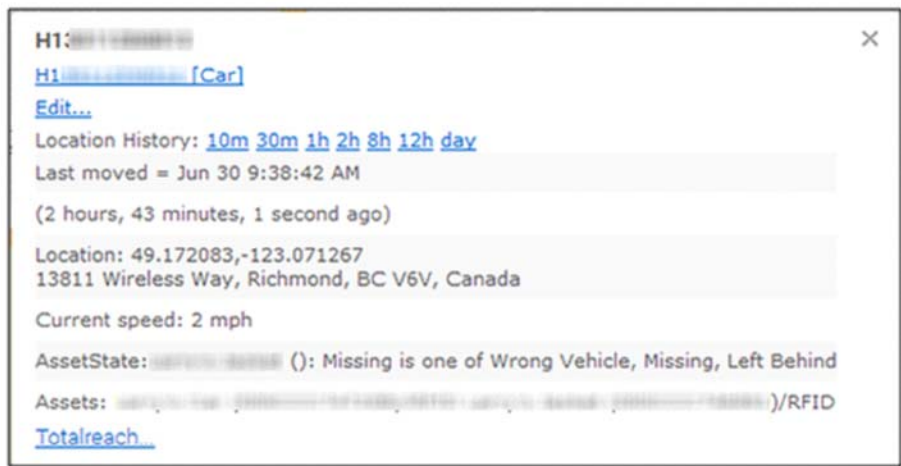 [Car]
Edit...
Location History: 10m 30m 1h 2h 8h 12h day
Last moved = Jun 30 9:38:42 AM
(2 hours, 43 minutes, 1 second ago)
Location: 49.172083,-123.071267
13811 Wireless Way, Richmond, BC V6V, Canada
Current speed: 2 mph
AssetState: (): Missing is one of Wrong Vehicle, Missing, Left Behind
Assets: )/RFID
Totalreach...